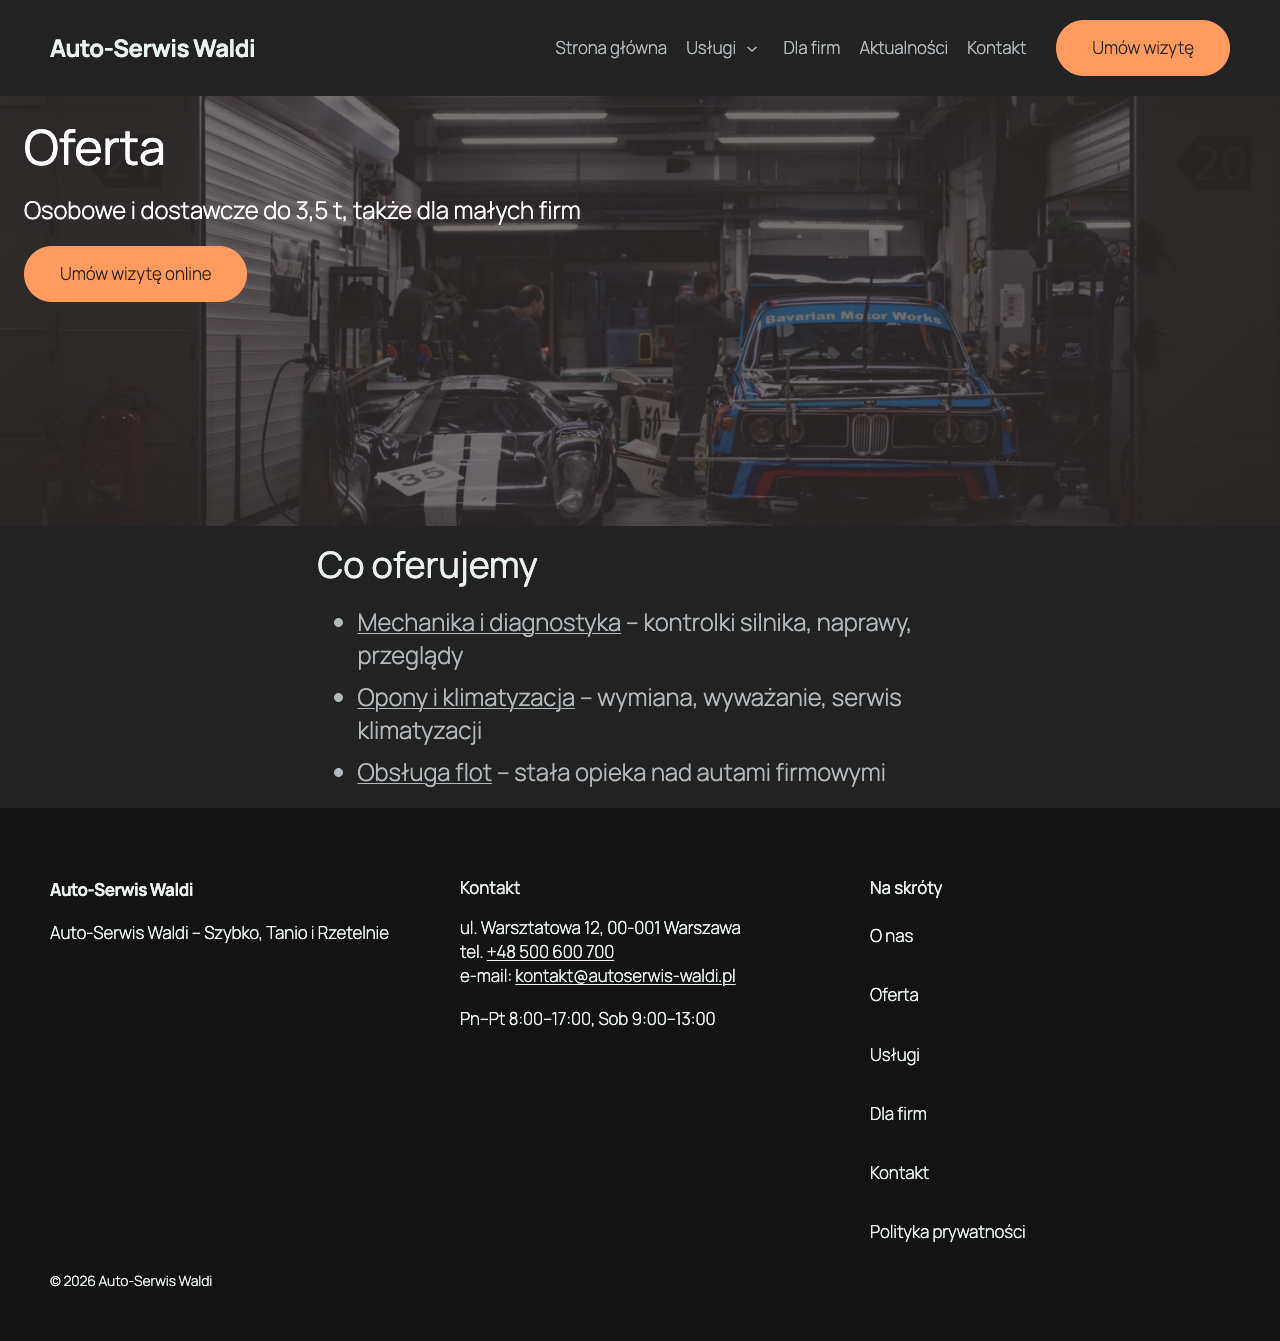 Auto-Serwis Waldi
Strona główna
Usługi
Dla firm
Aktualności
Kontakt
Umów wizytę
21
20
Oferta
Osobowe i dostawcze do 3,5 t, także dla małych firm
Umów wizytę online
Bavarian Motor Works
50
35
Co oferujemy
Mechanika i diagnostyka – kontrolki silnika, naprawy,
przeglądy
Opony i klimatyzacja – wymiana, wyważanie, serwis
klimatyzacji
Obsługa flot – stała opieka nad autami firmowymi
Auto-Serwis Waldi
Auto-Serwis Waldi – Szybko, Tanio i Rzetelnie
Kontakt
ul. Warsztatowa 12, 00-001 Warszawa
tel. +48 500 600 700
e-mail: kontakt@autoserwis-waldi.pl
Pn–Pt 8:00–17:00, Sob 9:00–13:00
Na skróty
O nas
Oferta
Usługi
Dla firm
Kontakt
Polityka prywatności
© 2026 Auto-Serwis Waldi